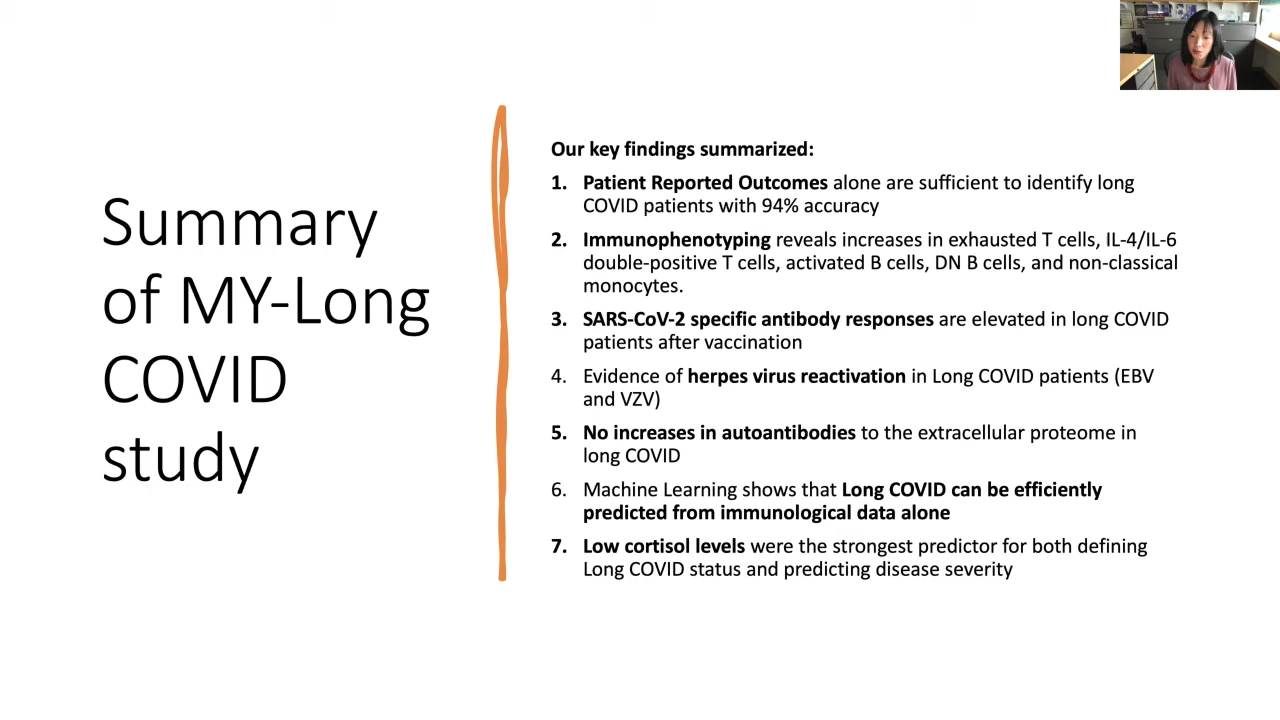 Summary
of MY-Long
COVID
study
Our key findings summarized:
1. Patient Reported Outcomes alone are sufficient to identify long
COVID patients with 94% accuracy
2. Immunophenotyping reveals increases in exhausted T cells, IL-4/IL-6
double-positive T cells, activated B cells, DN B cells, and non-classical
monocytes.
3. SARS-CoV-2 specific antibody responses are elevated in long COVID
patients after vaccination
4. Evidence of herpes virus reactivation in Long COVID patients (EBV
and VZV)
5. No increases in autoantibodies to the extracellular proteome in
long COVID
6. Machine Learning shows that Long COVID can be efficiently
predicted from immunological data alone
7. Low cortisol levels were the strongest predictor for both defining
Long COVID status and predicting disease severity